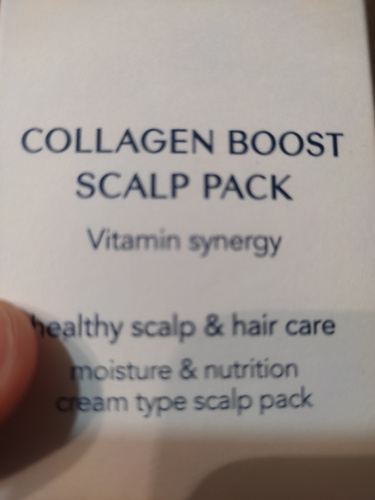 COLLAGEN BOOST
SCALP PACK
Vitamin synergy
healthy scalp & hair care
moisture & nutrition
cream type scalp pack